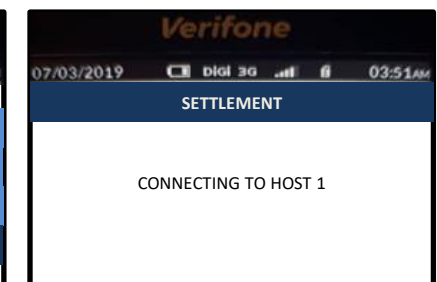 Verifone
07/03/2019 DIGI 3G 03:51AM
SETTLEMENT
CONNECTING TO HOST 1